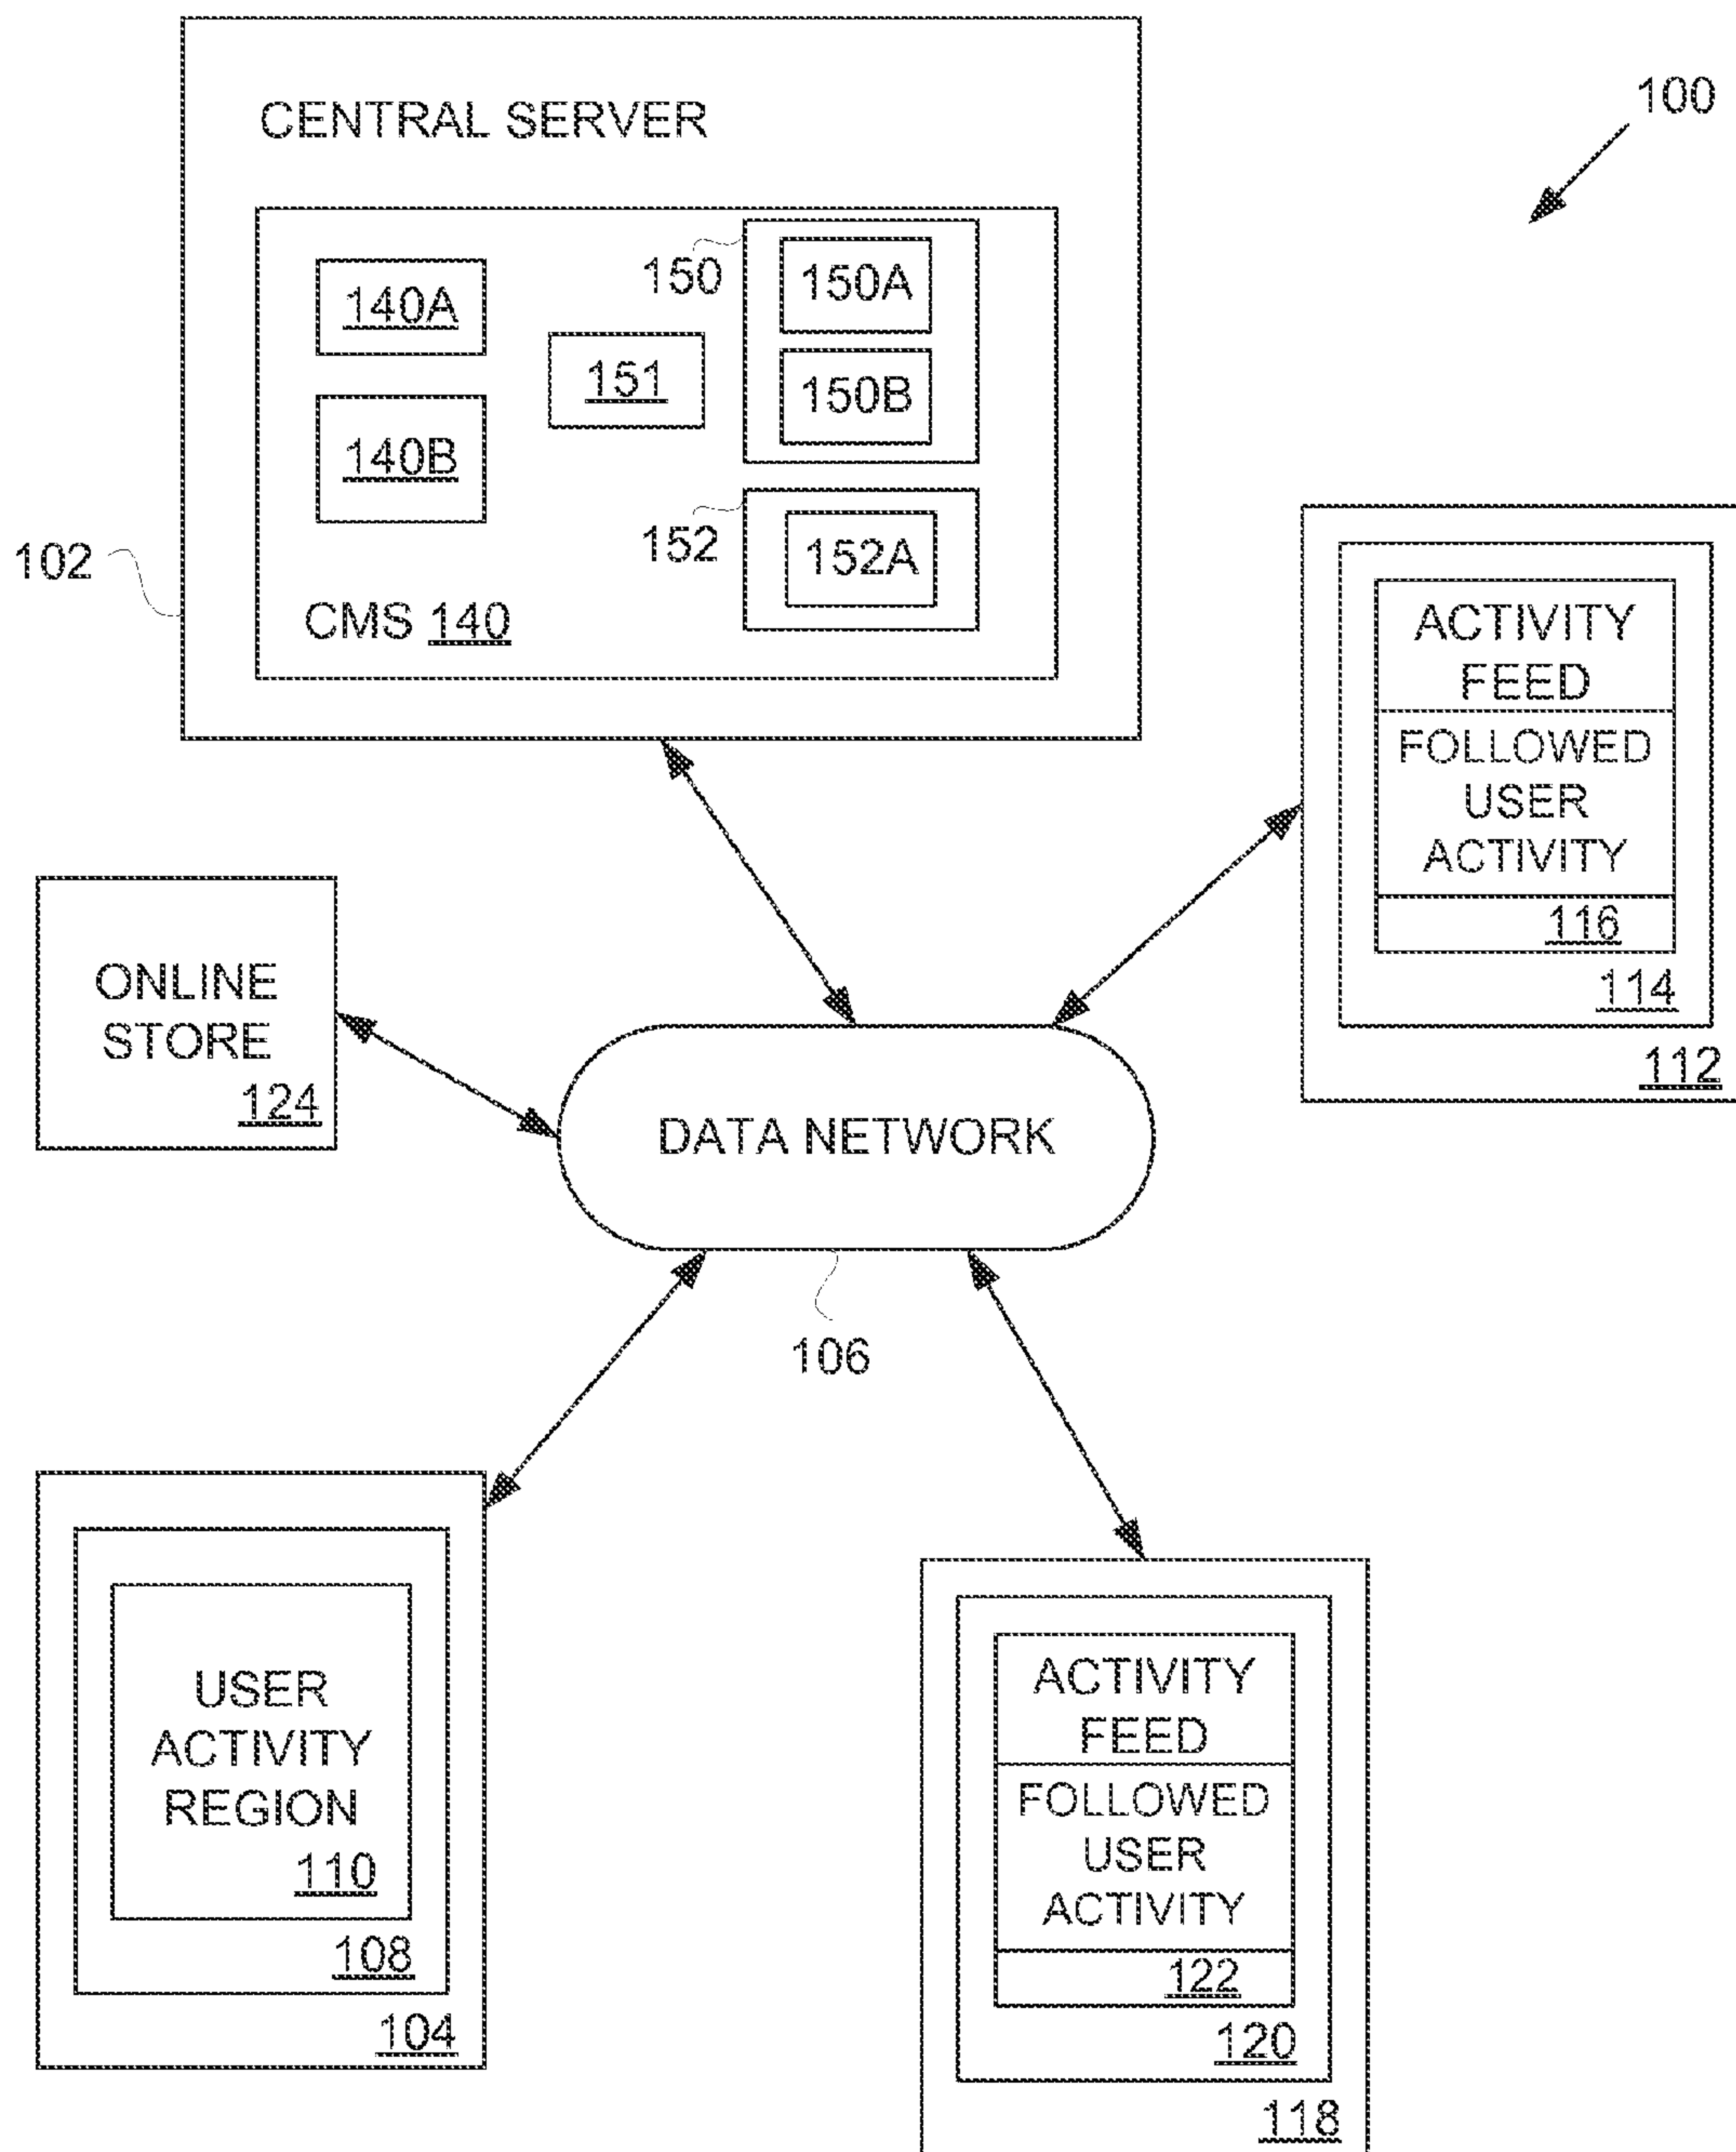 100
CENTRAL SERVER
140A
140B
151
150
150A
150B
152
152A
CMS 140
102
ACTIVITY
FEED
FOLLOWED
USER
ACTIVITY
116
114
112
ONLINE
STORE
124
DATA NETWORK
106
USER
ACTIVITY
REGION
110
108
104
ACTIVITY
FEED
FOLLOWED
USER
ACTIVITY
122
120
118